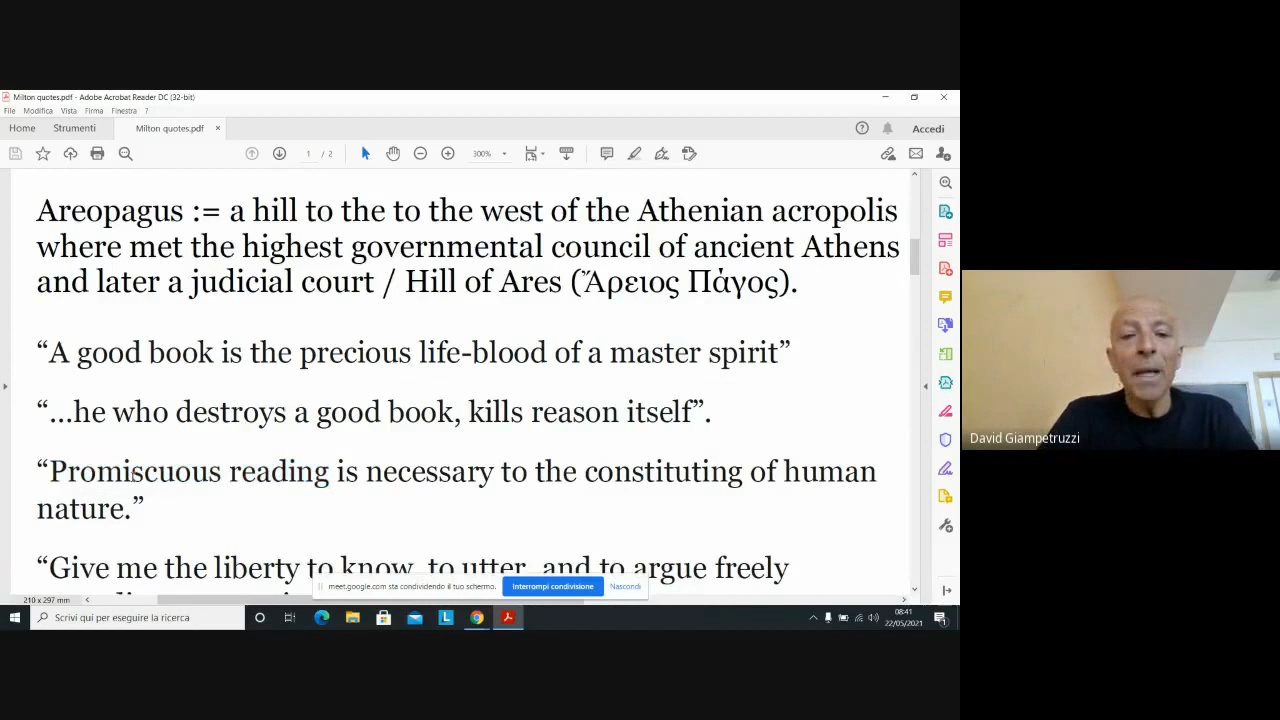 Milton quotes.pdf - Adobe Acrobat Reader DC (32-bit)
File Modifica Vista Firma Finestra ?
Home Strumenti Milton quotes.pdf × Accedi
1 / 2 300%
Areopagus := a hill to the to the west of the Athenian acropolis
where met the highest governmental council of ancient Athens
and later a judicial court / Hill of Ares (Ἄρειος Πάγος).
“A good book is the precious life-blood of a master spirit”
“…he who destroys a good book, kills reason itself”.
“Promiscuous reading is necessary to the constituting of human
nature.”
“Give me the liberty to know, to utter, and to argue freely
meet.google.com sta condividendo il tuo schermo. Interrompi condivisione Nascondi
210 x 297 mm
Scrivi qui per eseguire la ricerca
08:41
22/05/2021
David Giampetruzzi